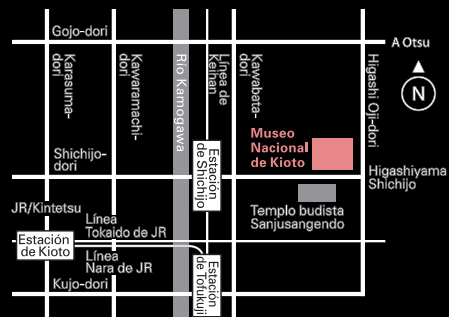 Gojo-dori
A Otsu
Karasuma-
dori
Kawaramachi-
dori
Río Kamogawa
Línea de
Keihan
Kawabata-
dori
Higashi Oji-dori
N
Museo
Nacional
de Kioto
Estación
de Shichijo
Shichijo-
dori
Higashiyama
Shichijo
JR/Kintetsu
Línea
Tokaido de JR
Templo budista
Sanjusangendo
Estación
de Kioto
Línea
Nara de JR
Estación
de Tofukuji
Kujo-dori